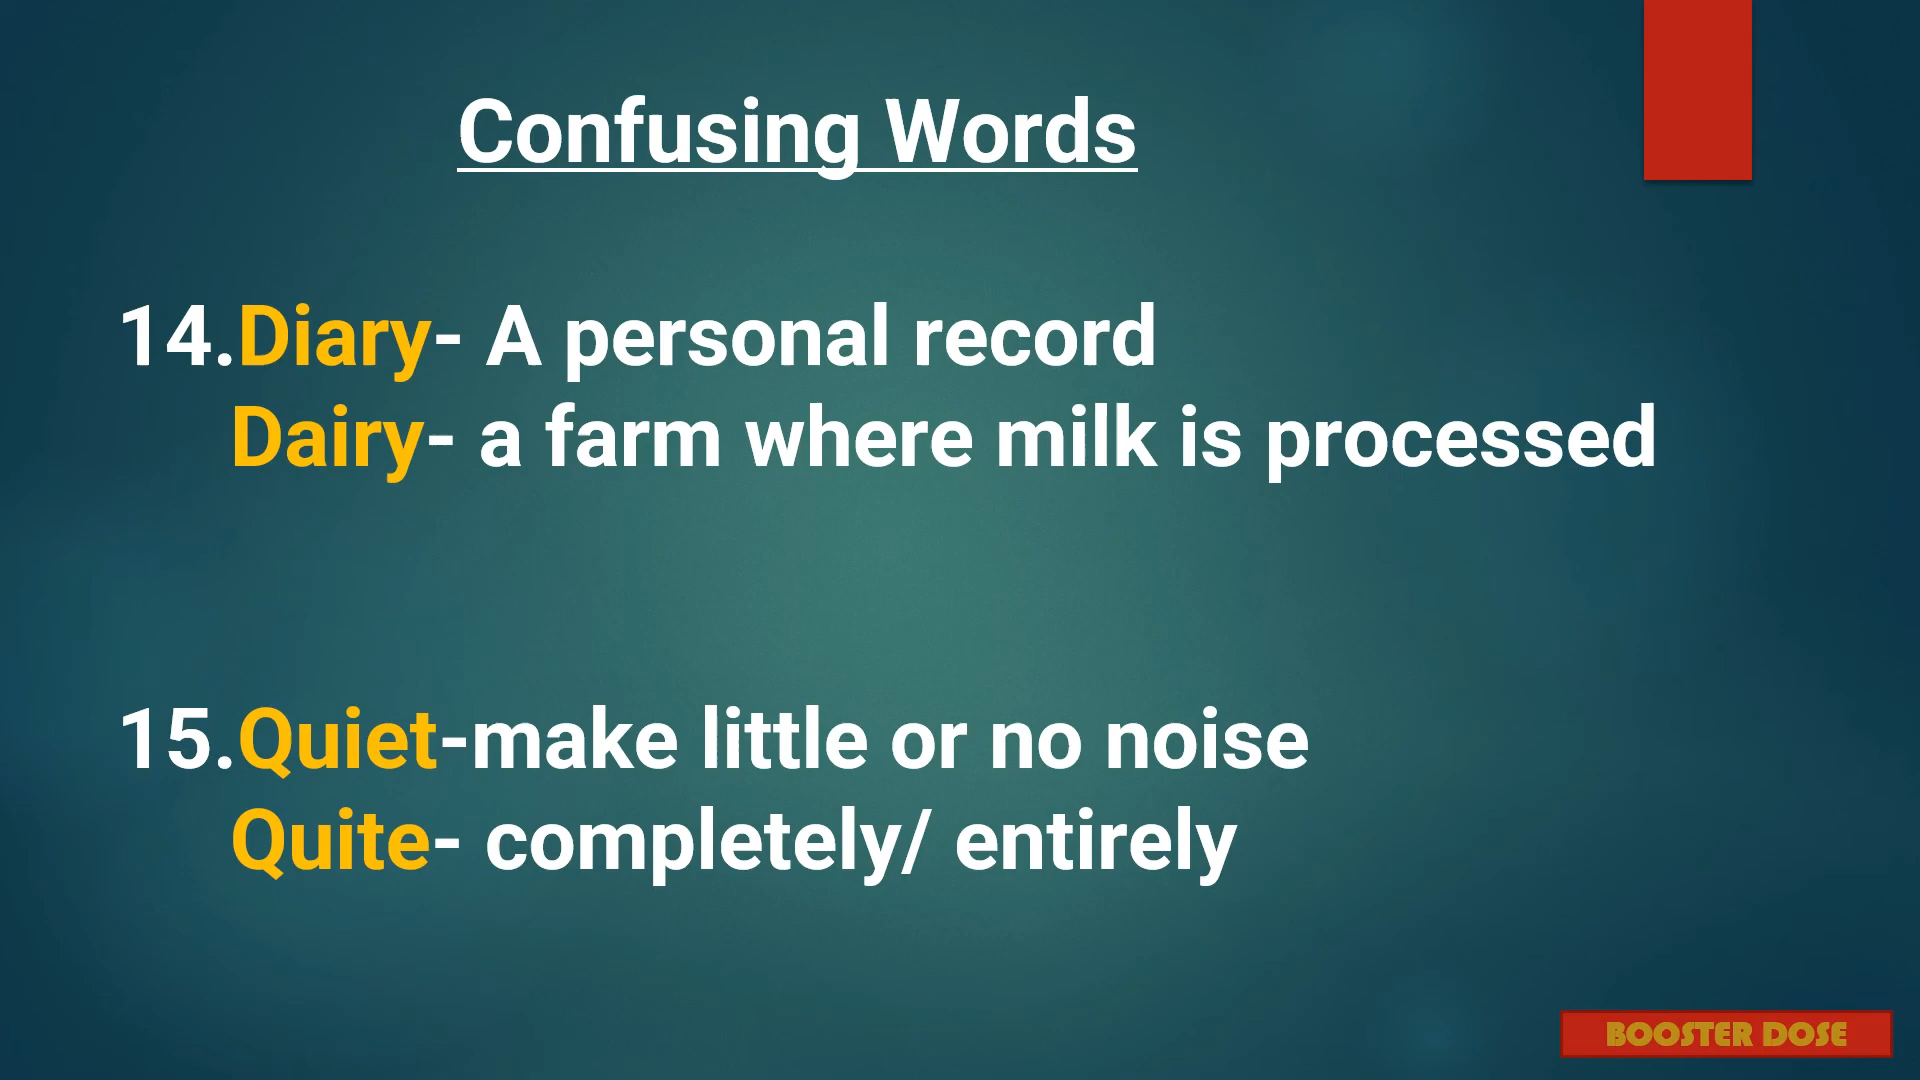 Confusing Words
14.Diary- A personal record
Dairy- a farm where milk is processed
15.Quiet-make little or no noise
Quite- completely/ entirely
BOOSTER DOSE